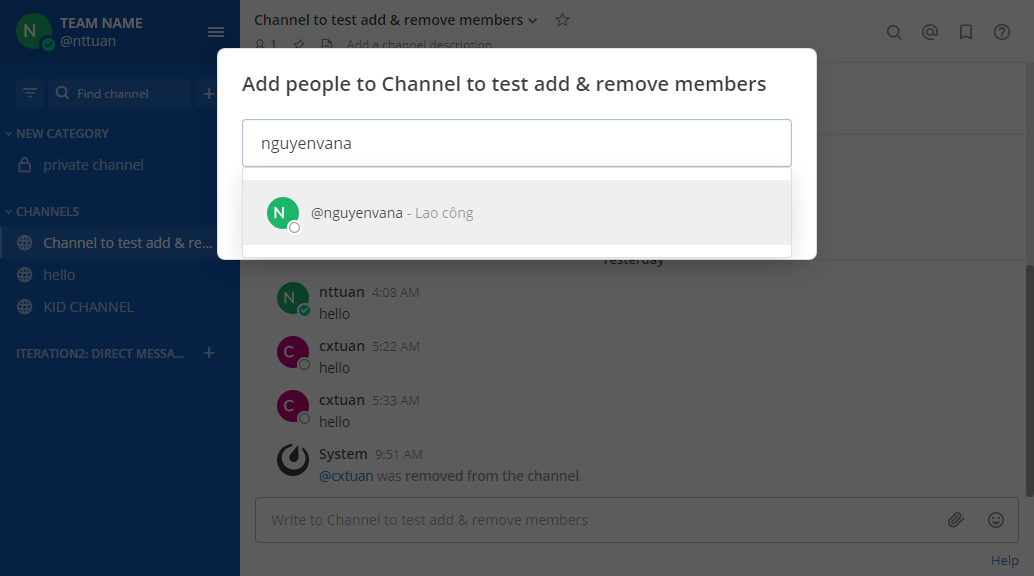 N
TEAM NAME
@nttuan
Find channel
NEW CATEGORY
private channel
CHANNELS
Channel to test add & re...
hello
KID CHANNEL
ITERATION2: DIRECT MESSA...
Channel to test add & remove members
1
Add a channel description
Add people to Channel to test add & remove members
nguyenvana
N
@nguyenvana - Lao công
Yesterday
N
nttuan 4:08 AM
hello
C
cxtuan 5:22 AM
hello
C
cxtuan 5:33 AM
hello
System 9:51 AM
@cxtuan was removed from the channel.
Write to Channel to test add & remove members
Help